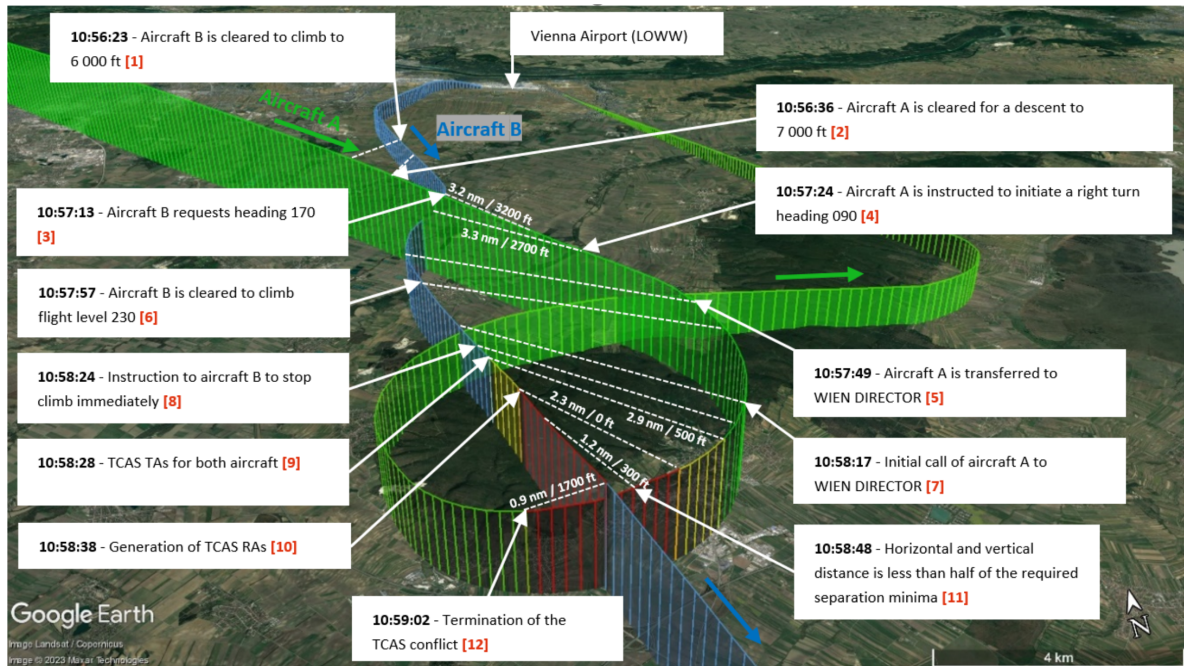 10:56:23 - Aircraft B is cleared to climb to
6 000 ft [1]
Vienna Airport (LOWW)
Aircraft A
Aircraft B
10:56:36 - Aircraft A is cleared for a descent to
7 000 ft [2]
10:57:13 - Aircraft B requests heading 170
[3]
3.2 nm / 3200 ft
3.3 nm / 2700 ft
10:57:24 - Aircraft A is instructed to initiate a right turn
heading 090 [4]
10:57:57 - Aircraft B is cleared to climb
flight level 230 [6]
10:58:24 - Instruction to aircraft B to stop
climb immediately [8]
10:57:49 - Aircraft A is transferred to
WIEN DIRECTOR [5]
2.3 nm / 0 ft
2.9 nm / 500 ft
1.2 nm / 300 ft
0.9 nm / 1700 ft
10:58:28 - TCAS TAs for both aircraft [9]
10:58:17 - Initial call of aircraft A to
WIEN DIRECTOR [7]
10:58:38 - Generation of TCAS RAs [10]
10:58:48 - Horizontal and vertical
distance is less than half of the required
separation minima [11]
10:59:02 - Termination of the
TCAS conflict [12]
Google Earth
Image Landsat / Copernicus
Image © 2023 Maxar Technologies
N
4 km